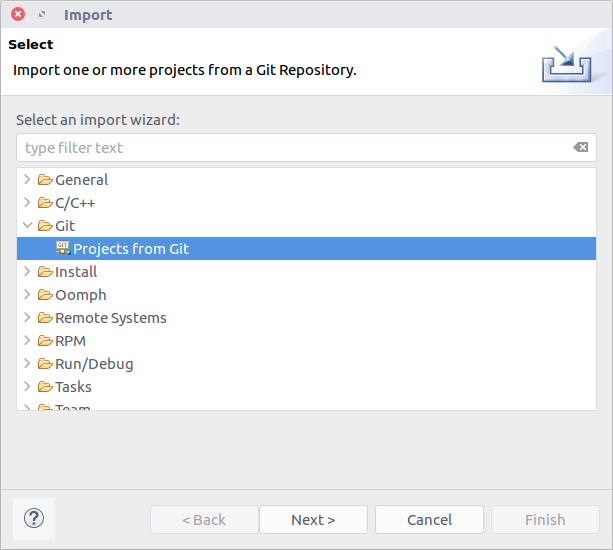 Import
Select
Import one or more projects from a Git Repository.
Select an import wizard:
type filter text
General
C/C++
Git
GIT Projects from Git
Install
Oomph
Remote Systems
RPM
Run/Debug
Tasks
Team
? < Back Next > Cancel Finish